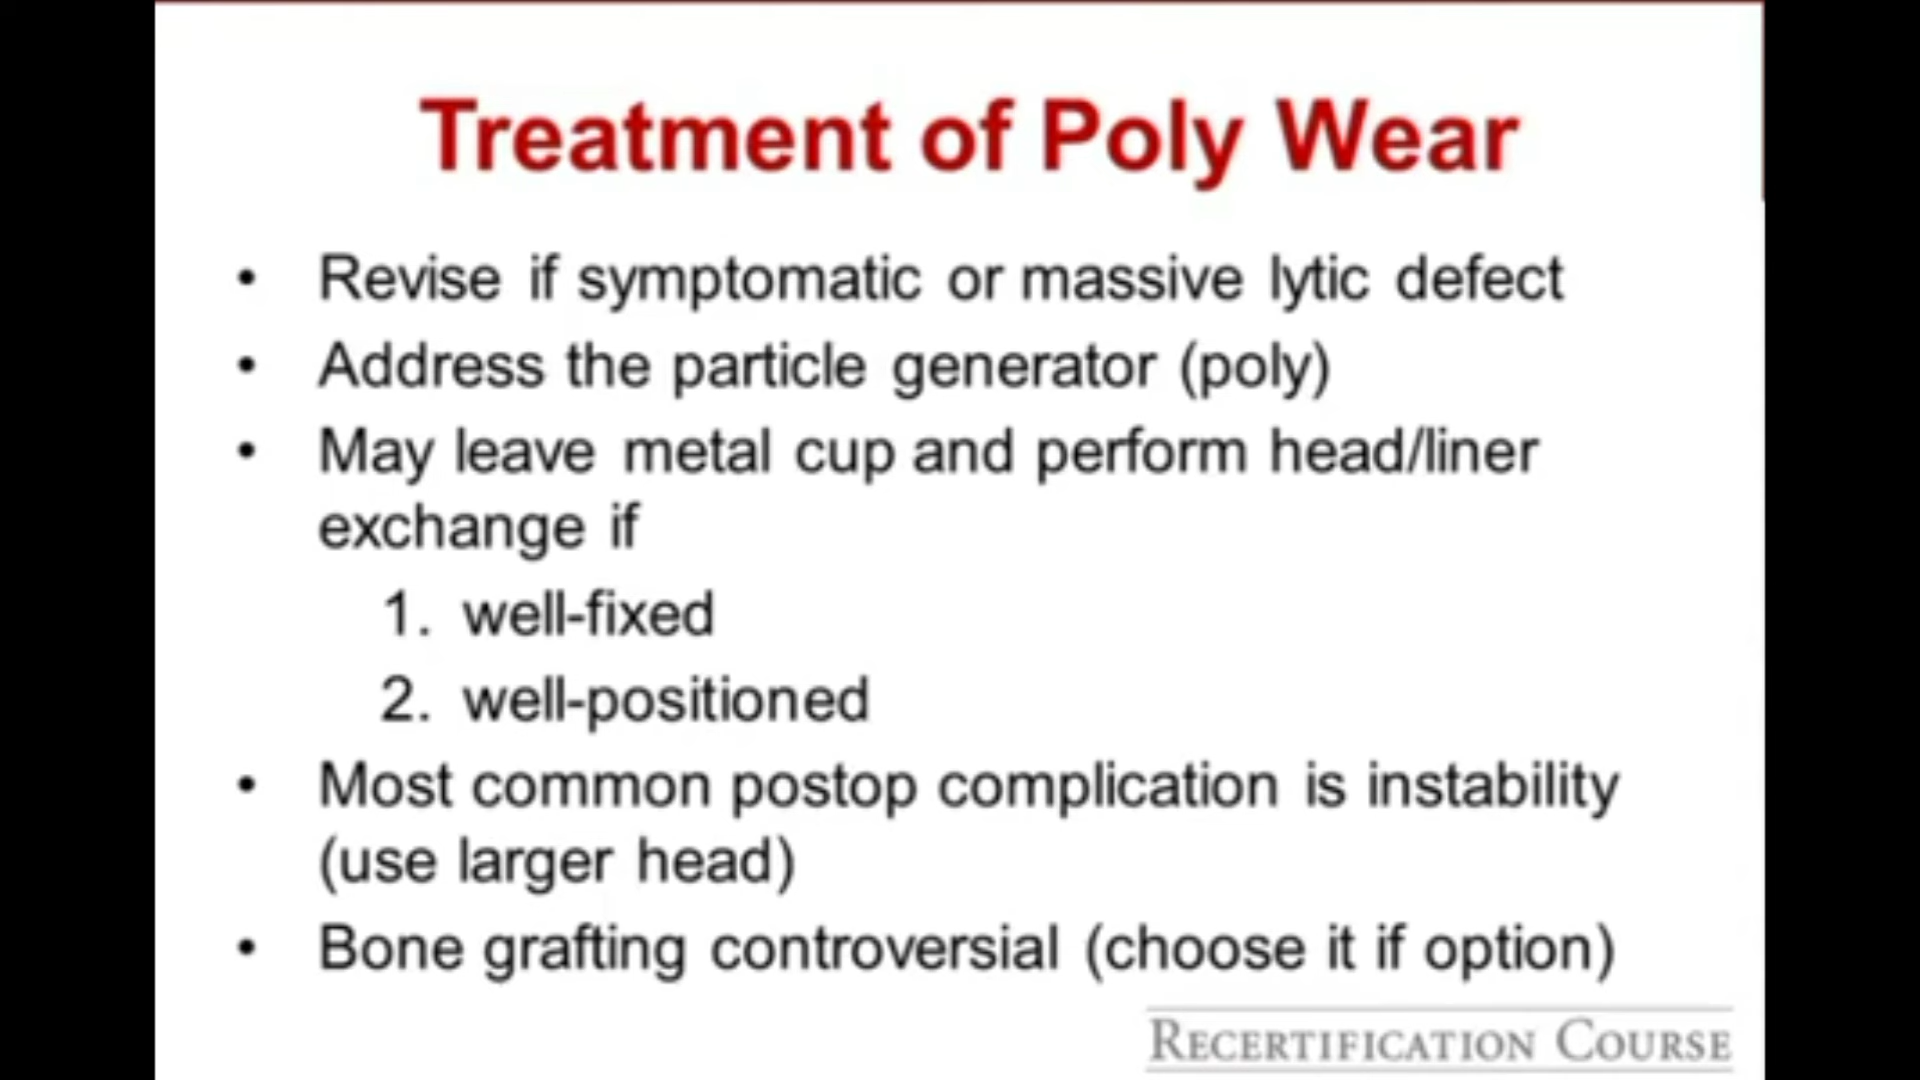 Treatment of Poly Wear
• Revise if symptomatic or massive lytic defect
• Address the particle generator (poly)
• May leave metal cup and perform head/liner
exchange if
1. well-fixed
2. well-positioned
• Most common postop complication is instability
(use larger head)
• Bone grafting controversial (choose it if option)
RECERTIFICATION COURSE